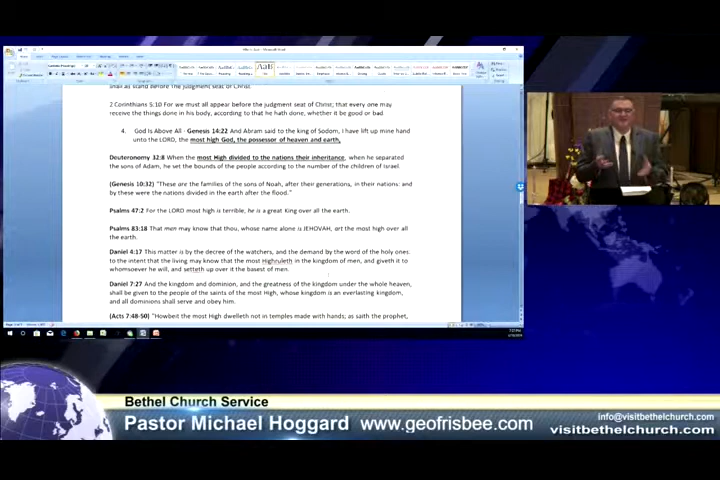 shall all stand before the judgment seat of Christ.
2 Corinthians 5:10 For we must all appear before the judgment seat of Christ; that every one may
receive the things done in his body, according to that he hath done, whether it be good or bad
4. God Is Above All - Genesis 14:22 And Abram said to the king of Sodom, I have lift up mine hand
unto the LORD, the most high God, the possessor of heaven and earth,
Deuteronomy 32:8 When the most High divided to the nations their inheritance, when he separated
the sons of Adam, he set the bounds of the people according to the number of the children of Israel.
(Genesis 10:32) "These are the families of the sons of Noah, after their generations, in their nations: and
by these were the nations divided in the earth after the flood."
Psalms 47:2 For the LORD most high is terrible, he is a great King over all the earth.
Psalms 83:18 That men may know that thou, whose name alone is JEHOVAH, art the most high over all
the earth.
Daniel 4:17 This matter is by the decree of the watchers, and the demand by the word of the holy ones:
to the intent that the living may know that the most Highruleth in the kingdom of men, and giveth it to
whomsoever he will, and setteth up over it the basest of men.
Daniel 7:27 And the kingdom and dominion, and the greatness of the kingdom under the whole heaven,
shall be given to the people of the saints of the most High, whose kingdom is an everlasting kingdom,
and all dominions shall serve and obey him.
(Acts 7:48-50) "Howbeit the most High dwelleth not in temples made with hands; as saith the prophet,
Bethel Church Service
Pastor Michael Hoggard www.geofrisbee.com
info@visitbethelchurch.com
visitbethelchurch.com